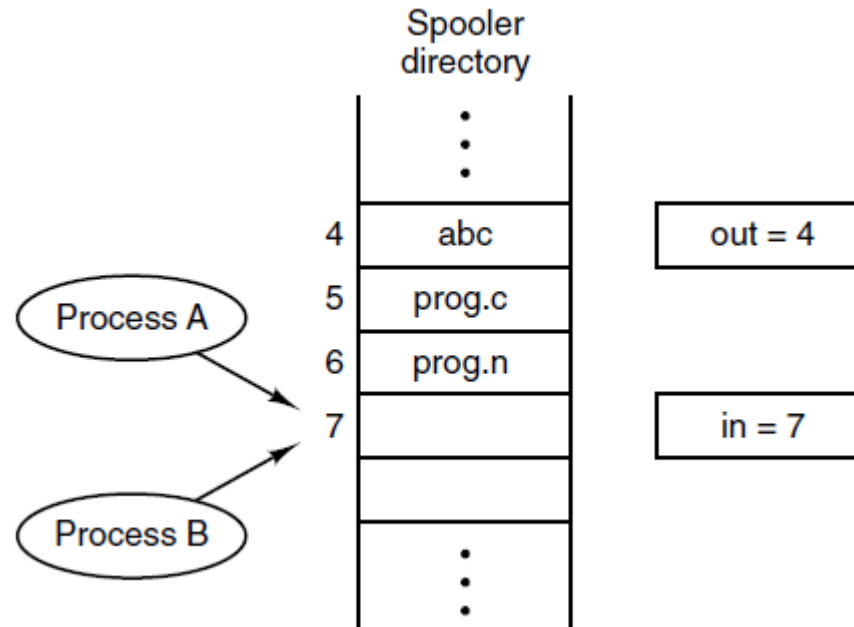 Spooler
directory
4
abc
out = 4
5
prog.c
Process A
6
prog.n
7
in = 7
Process B